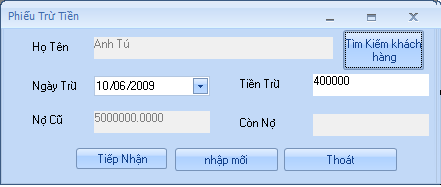 Phiếu Trừ Tiền
Họ Tên
Anh Tú
Tìm Kiếm khách
hàng
Ngày Trừ
10/06/2009
Tiền Trừ
400000
Nợ Cũ
5000000.0000
Còn Nợ
Tiếp Nhận
nhập mới
Thoát